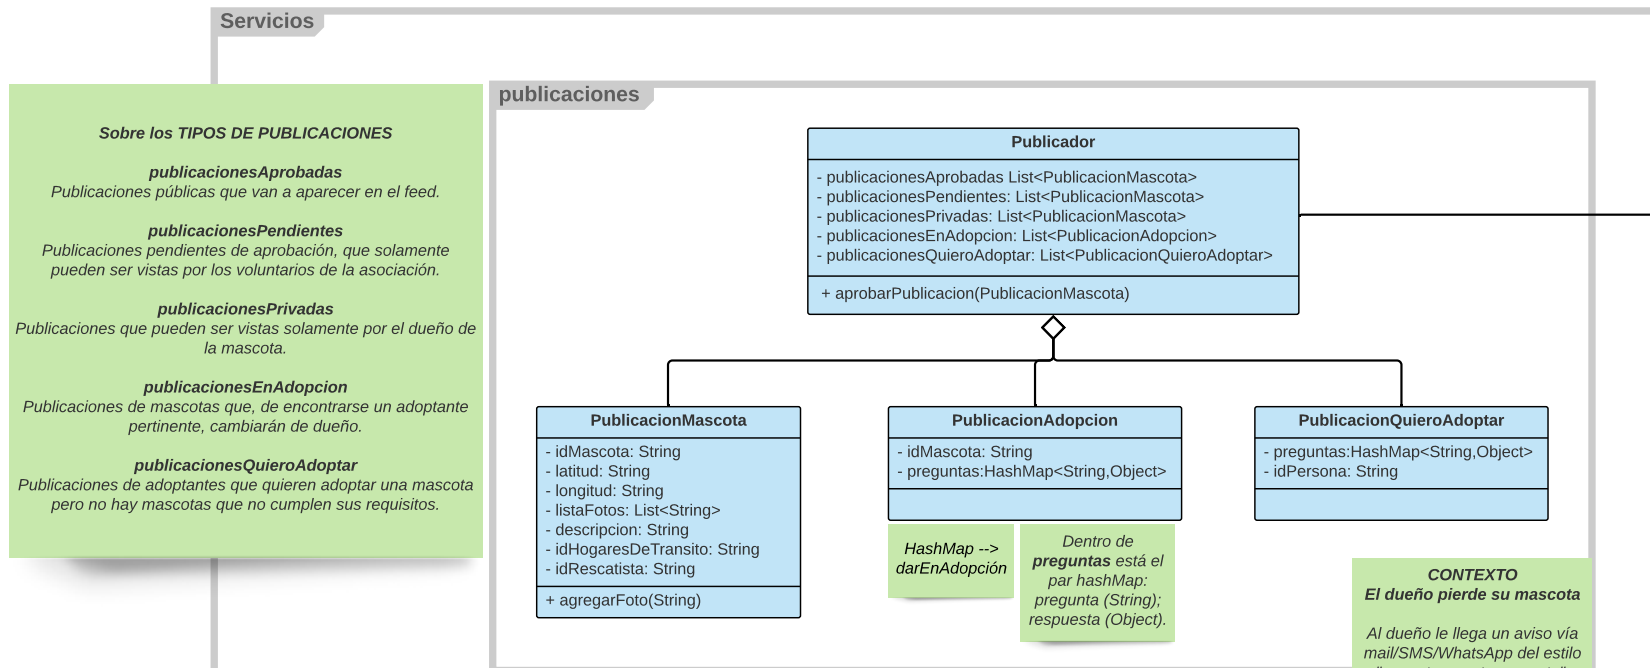 Servicios
Sobre los TIPOS DE PUBLICACIONES
publicacionesAprobadas
Publicaciones públicas que van a aparecer en el feed.
publicacionesPendientes
Publicaciones pendientes de aprobación, que solamente
pueden ser vistas por los voluntarios de la asociación.
publicacionesPrivadas
Publicaciones que pueden ser vistas solamente por el dueño de
la mascota.
publicacionesEnAdopcion
Publicaciones de mascotas que, de encontrarse un adoptante
pertinente, cambiarán de dueño.
publicacionesQuieroAdoptar
Publicaciones de adoptantes que quieren adoptar una mascota
pero no hay mascotas que no cumplen sus requisitos.
publicaciones
Publicador
- publicacionesAprobadas List<PublicacionMascota>
- publicacionesPendientes: List<PublicacionMascota>
- publicacionesPrivadas: List<PublicacionMascota>
- publicacionesEnAdopcion: List<PublicacionAdopcion>
- publicacionesQuieroAdoptar: List<PublicacionQuieroAdoptar>
+ aprobarPublicacion(PublicacionMascota)
PublicacionMascota
- idMascota: String
- latitud: String
- longitud: String
- listaFotos: List<String>
- descripcion: String
- idHogaresDeTransito: String
- idRescatista: String
+ agregarFoto(String)
PublicacionAdopcion
- idMascota: String
- preguntas:HashMap<String,Object>
HashMap -->
darEnAdopción
Dentro de
preguntas está el
par hashMap:
pregunta (String);
respuesta (Object).
PublicacionQuieroAdoptar
- preguntas:HashMap<String,Object>
- idPersona: String
CONTEXTO
El dueño pierde su mascota
Al dueño le llega un aviso vía
mail/SMS/WhatsApp del estilo